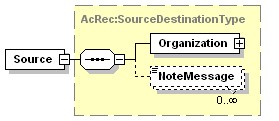 AcRec:SourceDestinationType
Source
Organization
NoteMessage
0..∞